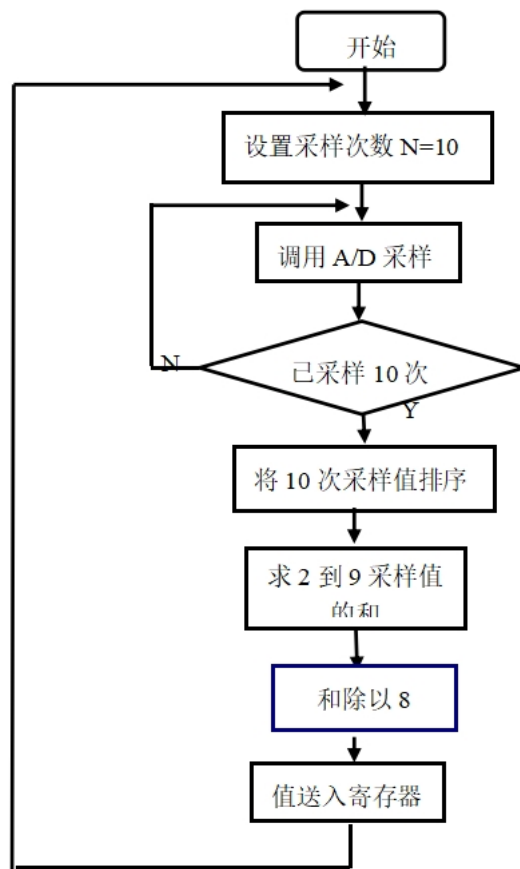 开始
设置采样次数 N=10
调用 A/D 采样
N
已采样 10 次
Y
将 10 次采样值排序
求 2 到 9 采样值
的和
和除以 8
值送入寄存器